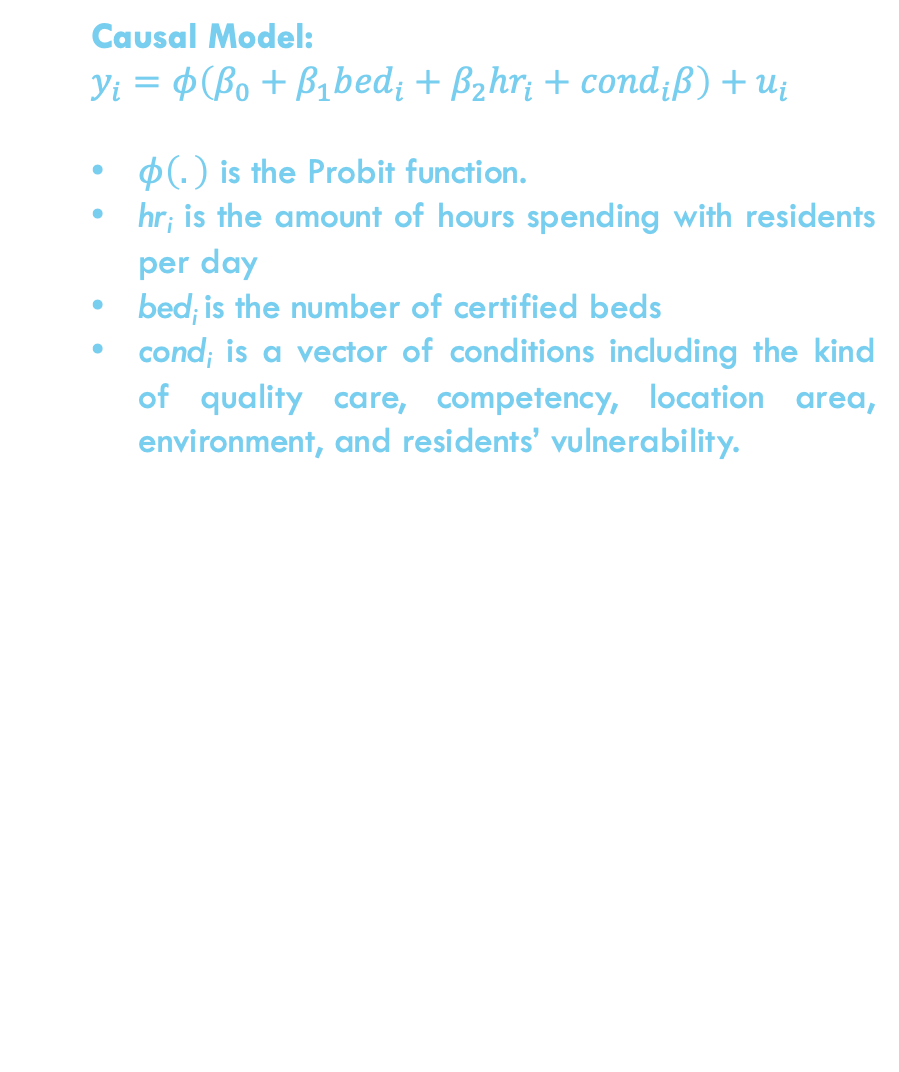 Causal Model:
𝑦ᵢ = 𝜙(𝛽₀ + 𝛽₁𝑏𝑒𝑑ᵢ + 𝛽₂ℎ𝑟ᵢ + 𝑐𝑜𝑛𝑑ᵢ𝛽) + 𝑢ᵢ
• 𝜙(.) is the Probit function.
• hrᵢ is the amount of hours spending with residents
per day
• bedᵢ is the number of certified beds
• condᵢ is a vector of conditions including the kind
of quality care, competency, location area,
environment, and residents’ vulnerability.